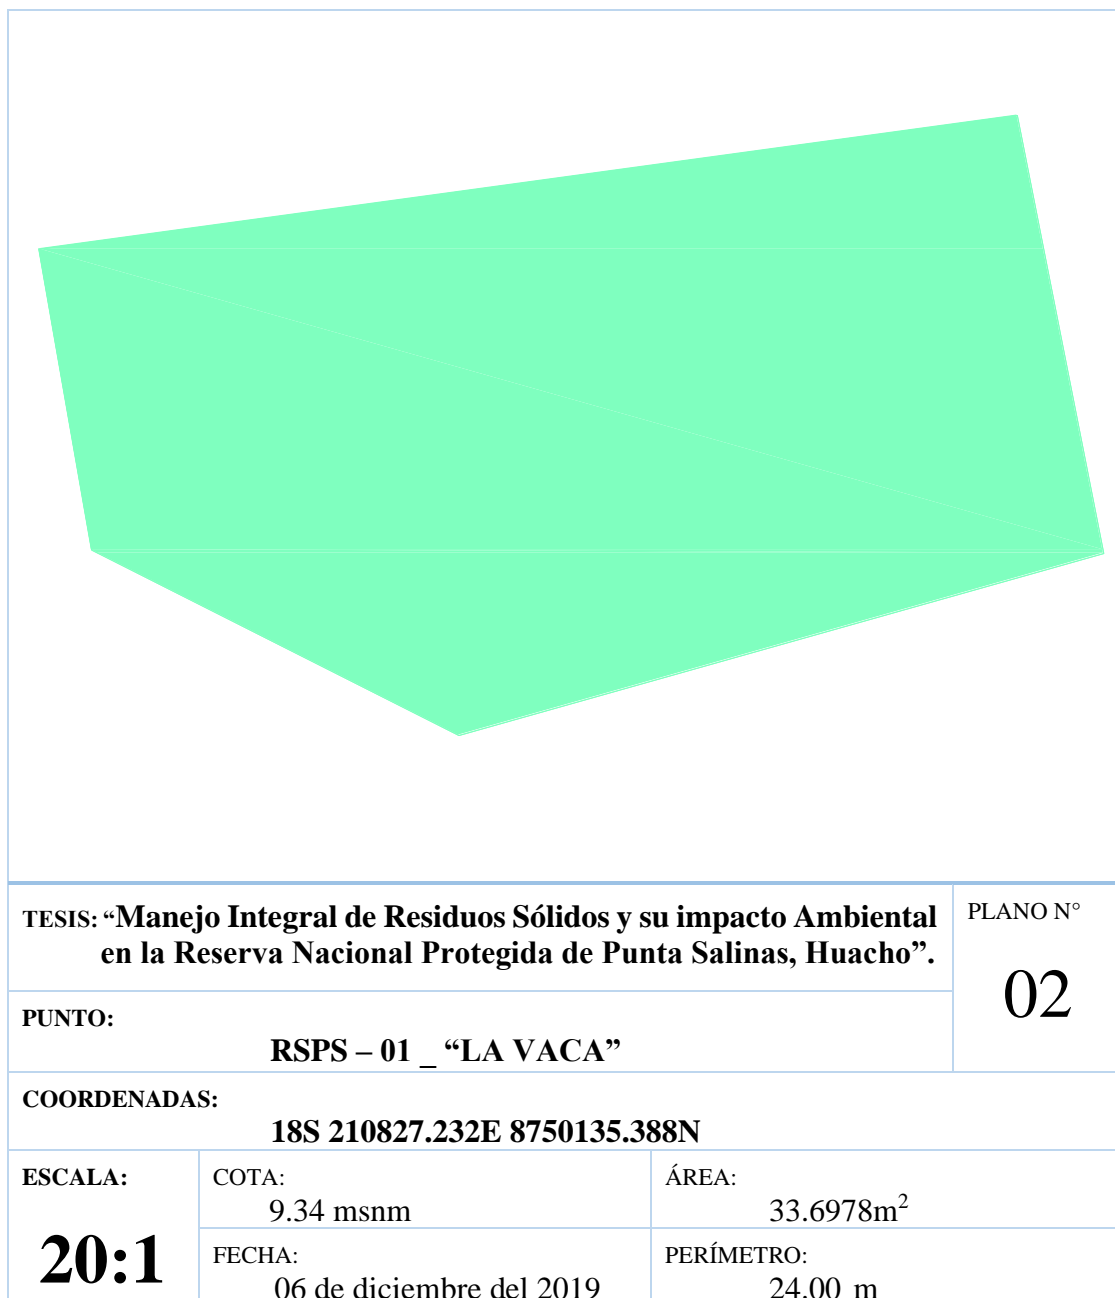 TESIS: “Manejo Integral de Residuos Sólidos y su impacto Ambiental
en la Reserva Nacional Protegida de Punta Salinas, Huacho”.
PLANO N°
02
PUNTO:
RSPS – 01 _ “LA VACA”
COORDENADAS:
18S 210827.232E 8750135.388N
ESCALA:
20:1
COTA:
9.34 msnm
ÁREA:
33.6978m²
FECHA:
06 de diciembre del 2019
PERÍMETRO:
24.00 m